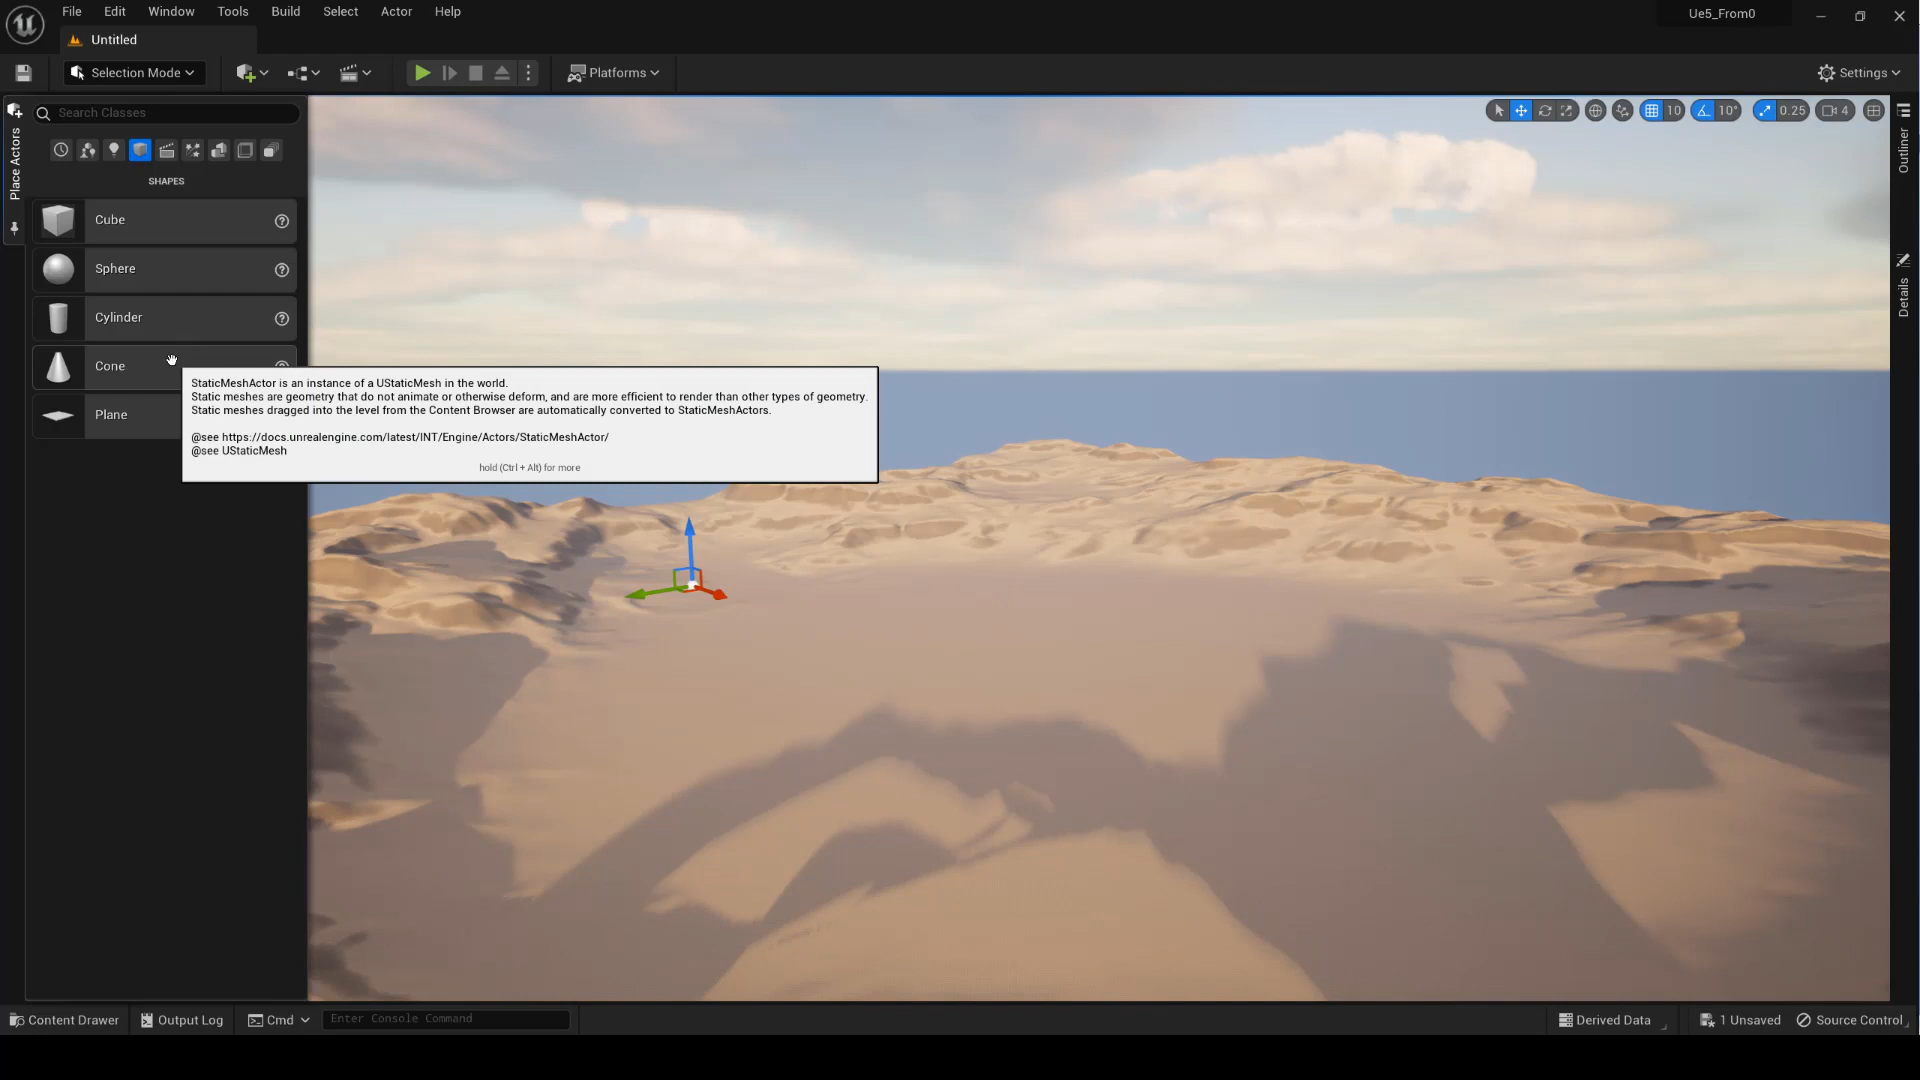 File Edit Window Tools Build Select Actor Help
Ue5_From0
Untitled
Selection Mode
Platforms
Settings
Search Classes
10
10°
0.25
4
Place Actors
Outliner
Details
SHAPES
Cube
Sphere
Cylinder
Cone
Plane
StaticMeshActor is an instance of a UStaticMesh in the world.
Static meshes are geometry that do not animate or otherwise deform, and are more efficient to render than other types of geometry.
Static meshes dragged into the level from the Content Browser are automatically converted to StaticMeshActors.
@see https://docs.unrealengine.com/latest/INT/Engine/Actors/StaticMeshActor/
@see UStaticMesh
hold (Ctrl + Alt) for more
Content Drawer
Output Log
Cmd
Enter Console Command
Derived Data
1 Unsaved
Source Control